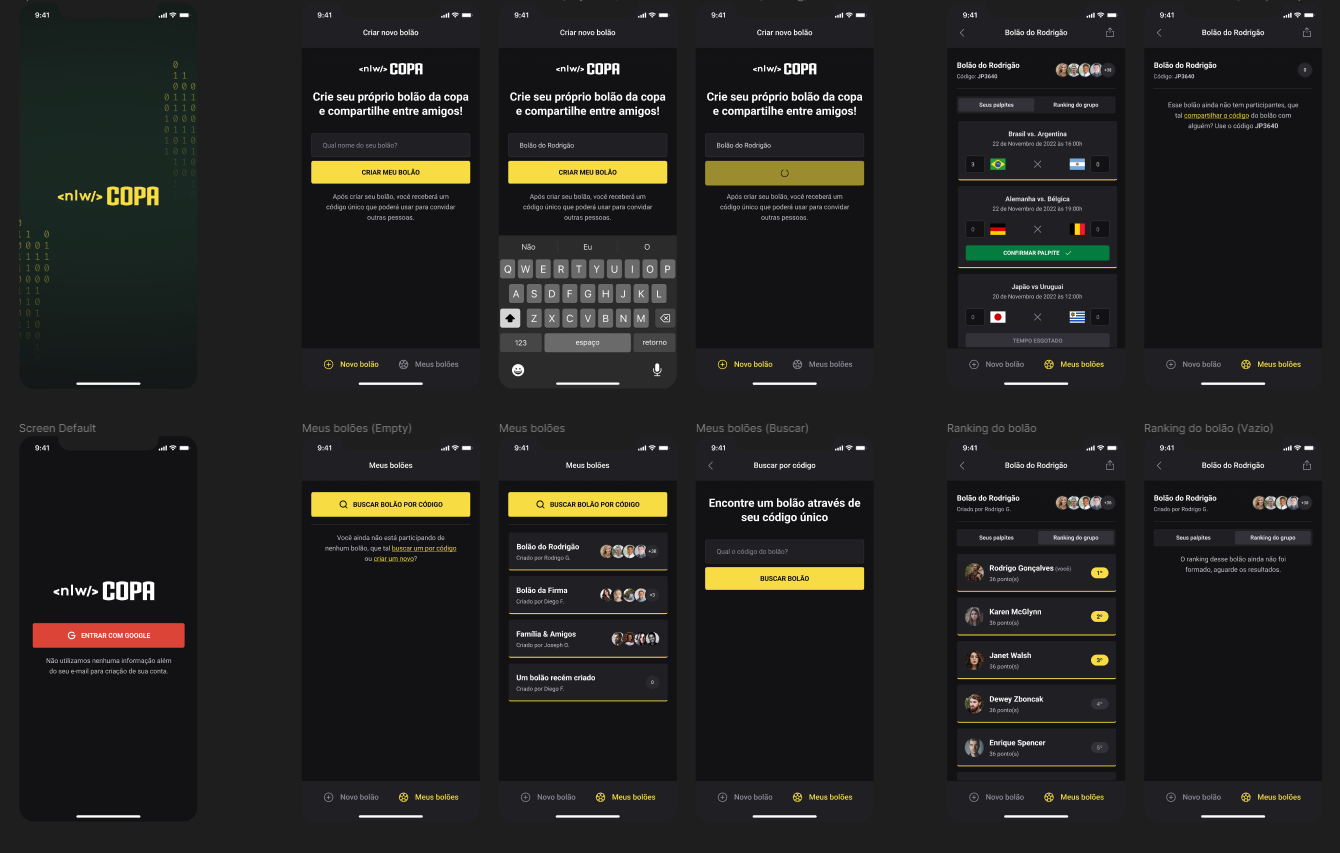 9:41
0
1 1
0 0 0
0 1 0 1
0 1 1 0
1 1 0 1
0 1 0 1
<nlw/> COPA
9:41
Criar novo bolão
<nlw/> COPA
Crie seu próprio bolão da copa
e compartilhe entre amigos!
Qual nome do seu bolão?
CRIAR MEU BOLÃO
Após criar seu bolão, você receberá um
código único que poderá usar para convidar
outras pessoas.
Novo bolão
Meus bolões
9:41
Criar novo bolão
<nlw/> COPA
Crie seu próprio bolão da copa
e compartilhe entre amigos!
Bolão do Rodrigão
CRIAR MEU BOLÃO
Após criar seu bolão, você receberá um
código único que poderá usar para convidar
outras pessoas.
Não Eu O
Q W E R T Y U I O P
A S D F G H J K L
Z X C V B N M
123 espaço retorno
9:41
Criar novo bolão
<nlw/> COPA
Crie seu próprio bolão da copa
e compartilhe entre amigos!
Bolão do Rodrigão
Após criar seu bolão, você receberá um
código único que poderá usar para convidar
outras pessoas.
Novo bolão
Meus bolões
9:41
Bolão do Rodrigão
Bolão do Rodrigão
Código: JP3640
+38
Seus palpites
Ranking do grupo
Brasil vs. Argentina
22 de Novembro de 2022 às 16:00h
3
0
Alemanha vs. Bélgica
22 de Novembro de 2022 às 19:00h
0
0
CONFIRMAR PALPITE
Japão vs Uruguai
20 de Novembro de 2022 às 12:00h
0
0
TEMPO ESGOTADO
Novo bolão
Meus bolões
9:41
Bolão do Rodrigão
Bolão do Rodrigão
Código: JP3640
0
Esse bolão ainda não tem participantes, que
tal compartilhar o código do bolão com
alguém? Use o código JP3640
Novo bolão
Meus bolões
Screen Default
9:41
<nlw/> COPA
G ENTRAR COM GOOGLE
Não utilizamos nenhuma informação além
do seu e-mail para criação de sua conta.
Meus bolões (Empty)
9:41
Meus bolões
BUSCAR BOLÃO POR CÓDIGO
Você ainda não está participando de
nenhum bolão, que tal buscar um por código
ou criar um novo?
Novo bolão
Meus bolões
Meus bolões
9:41
Meus bolões
BUSCAR BOLÃO POR CÓDIGO
Bolão do Rodrigão
Criado por Rodrigo G.
+38
Bolão da Firma
Criado por Diego F.
+3
Família & Amigos
Criado por Joseph O.
Um bolão recém criado
Criado por Diego F.
0
Novo bolão
Meus bolões
Meus bolões (Buscar)
9:41
Buscar por código
Encontre um bolão através de
seu código único
Qual o código do bolão?
BUSCAR BOLÃO
Novo bolão
Meus bolões
Ranking do bolão
9:41
Bolão do Rodrigão
Bolão do Rodrigão
Criado por Rodrigo G.
+38
Seus palpites
Ranking do grupo
Rodrigo Gonçalves (você)
36 ponto(s)
1º
Karen McGlynn
36 ponto(s)
2º
Janet Walsh
36 ponto(s)
3º
Dewey Zboncak
36 ponto(s)
4º
Enrique Spencer
36 ponto(s)
5º
Novo bolão
Meus bolões
Ranking do bolão (Vazio)
9:41
Bolão do Rodrigão
Bolão do Rodrigão
Criado por Rodrigo G.
+38
Seus palpites
Ranking do grupo
O ranking desse bolão ainda não foi
formado, aguarde os resultados.
Novo bolão
Meus bolões